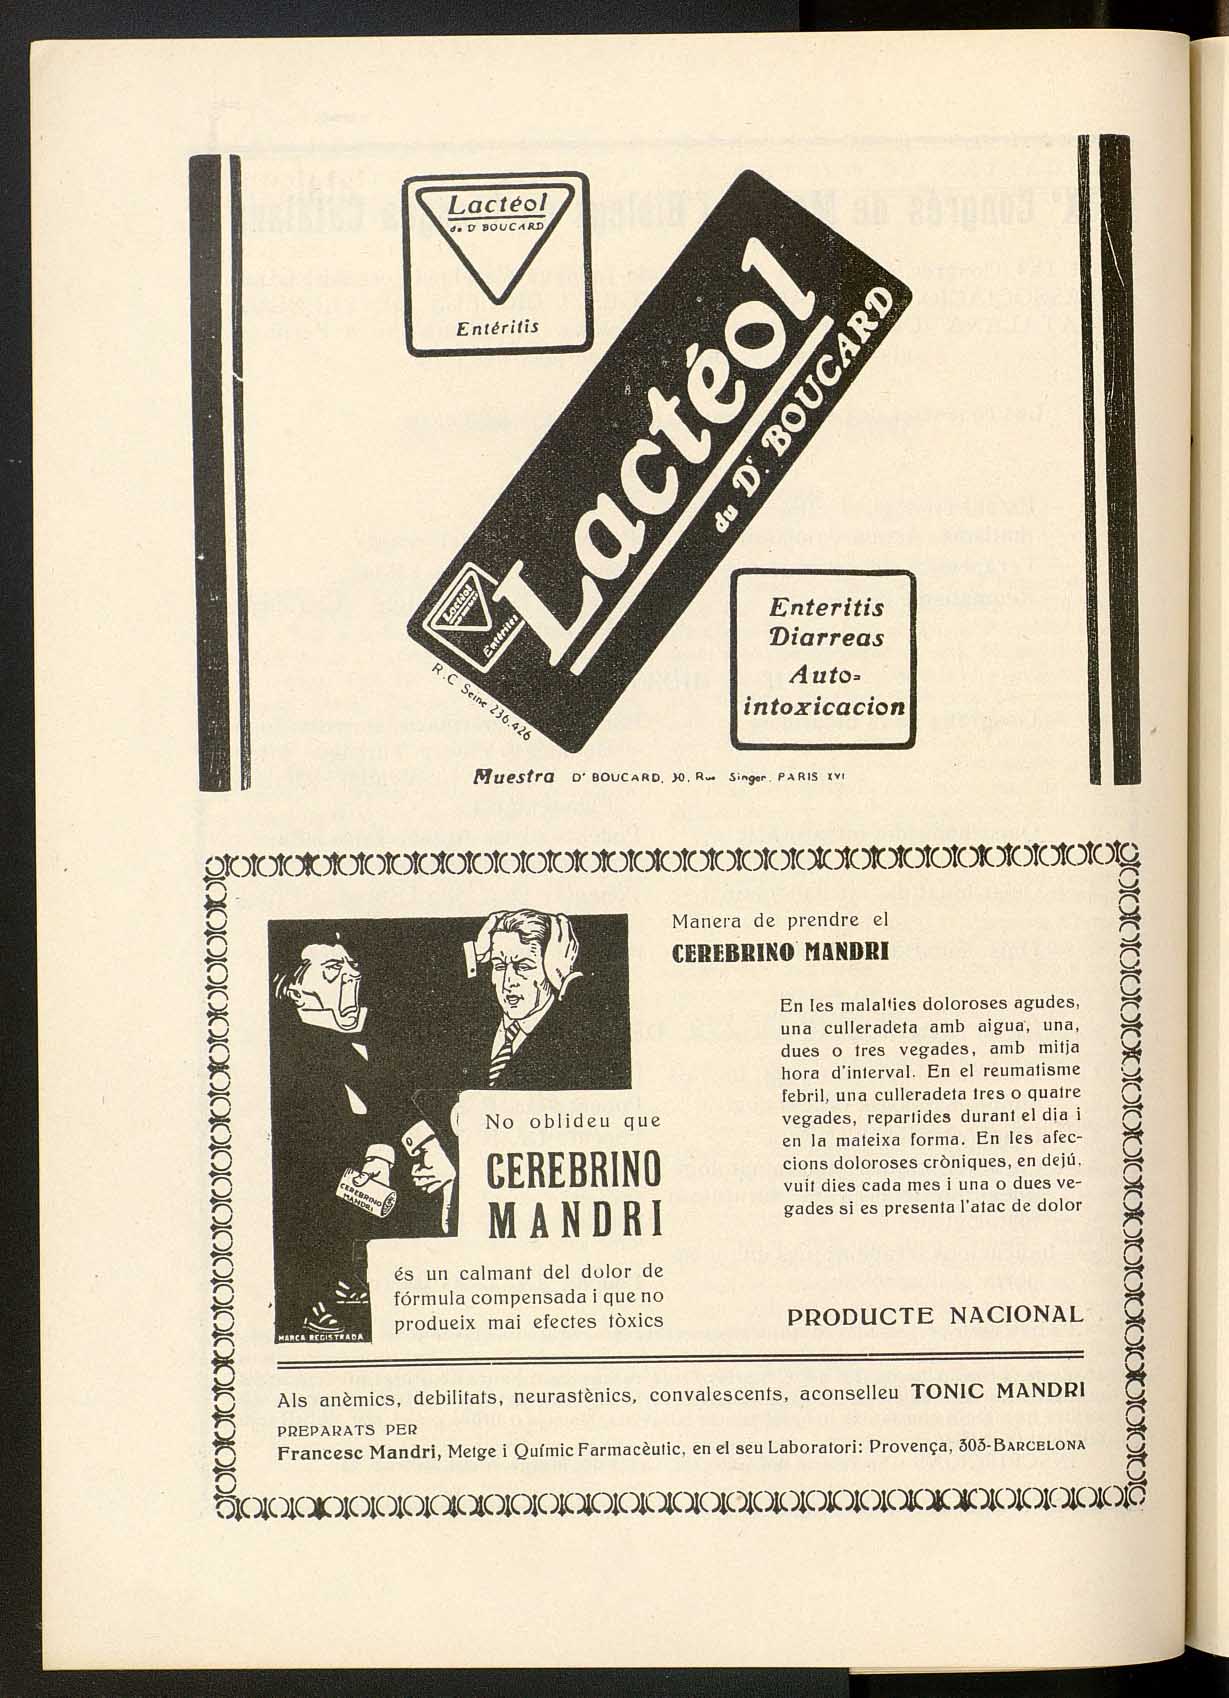 Lactéol
de Dr BOUCARD
Entéritis
Lactéol
du Dr. BOUCARD
Lactéol
Entérites
R.C Seine 236.426
Enteritis
Diarreas
Auto=
intoxicacion
Muestra Dr BOUCARD, 30, Rue Singer. PARIS XVI
Manera de prendre el
CEREBRINO MANDRI
En les malalties doloroses agudes,
una culleradeta amb aigua, una,
dues o tres vegades, amb mitja
hora d'interval. En el reumatisme
febril, una culleradeta tres o quatre
vegades, repartides durant el dia i
en la mateixa forma. En les afec-
cions doloroses cròniques, en dejú,
vuit dies cada mes i una o dues ve-
gades si es presenta l'atac de dolor
No oblideu que
CEREBRINO
MANDRI
CEREBRINO
MANDRI
és un calmant del dolor de
fórmula compensada i que no
produeix mai efectes tòxics
MARCA REGISTRADA
PRODUCTE NACIONAL
Als anèmics, debilitats, neurastènics, convalescents, aconselleu TONIC MANDRI
PREPARATS PER
Francesc Mandri, Metge i Químic Farmacèutic, en el seu Laboratori: Provença, 303-BARCELONA